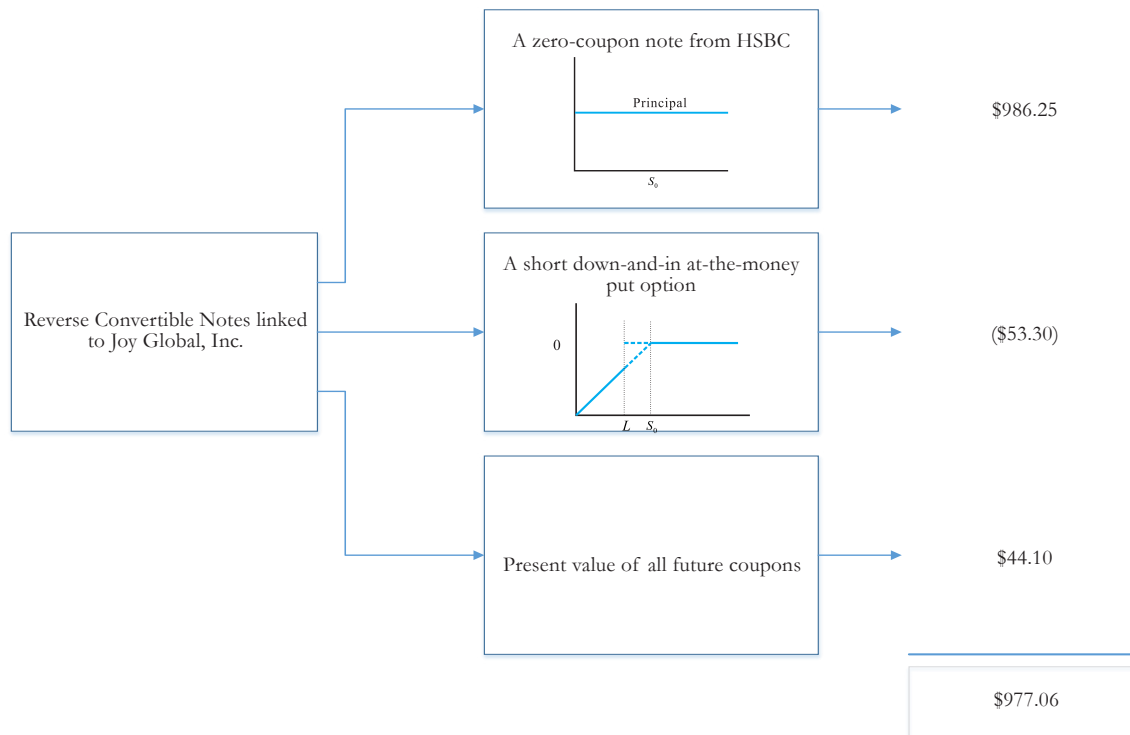 A zero-coupon note from HSBC
Principal
S₀
$986.25
Reverse Convertible Notes linked
to Joy Global, Inc.
A short down-and-in at-the-money
put option
0
L S₀
($53.30)
Present value of all future coupons
$44.10
$977.06